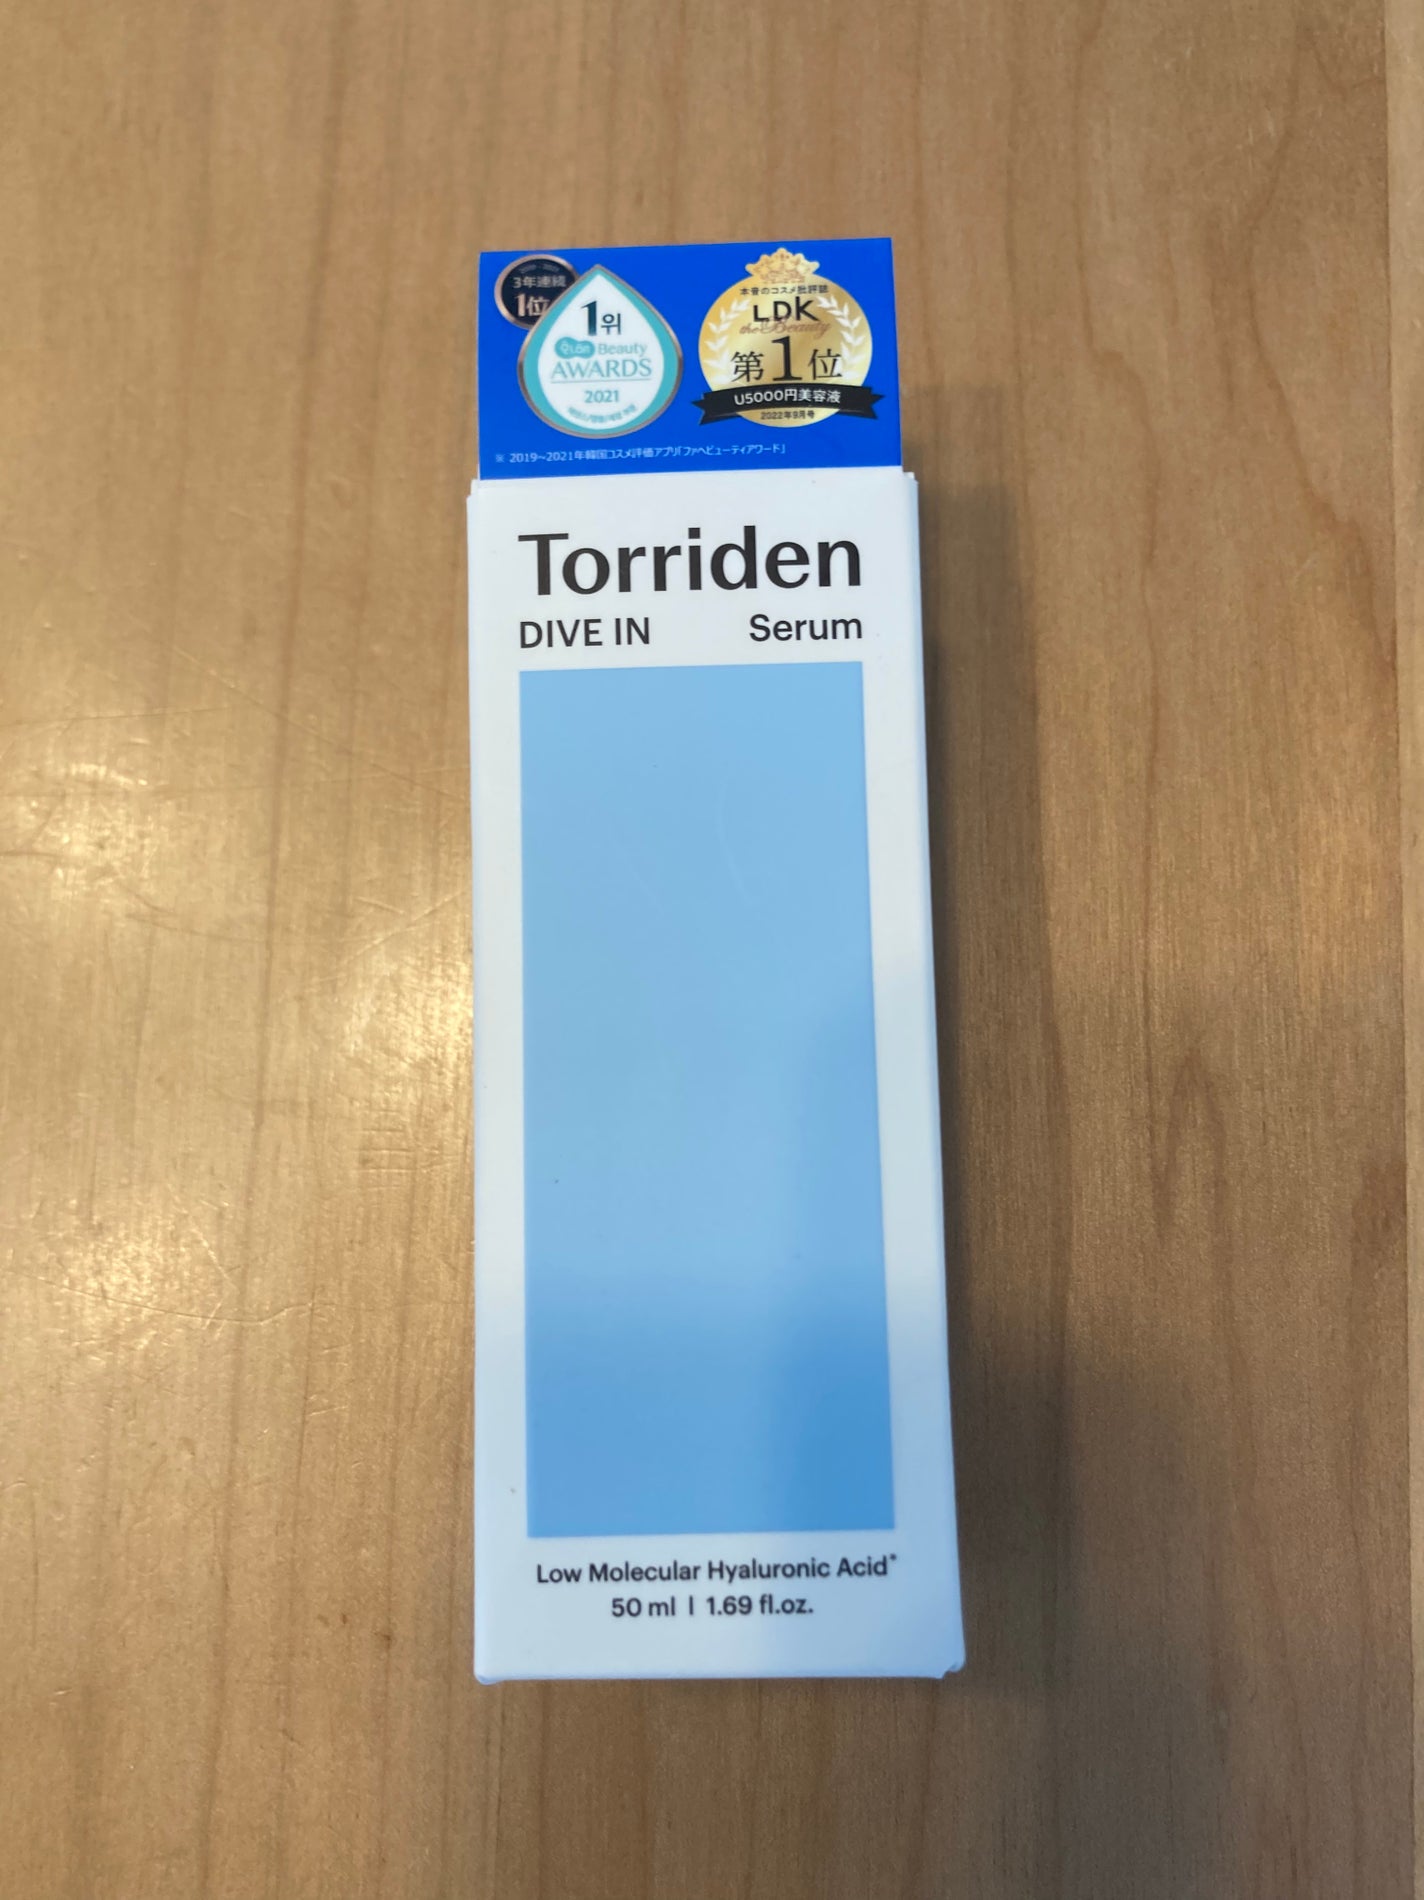 3年連続
1位
1위
Beauty
AWARDS
2021
本音のコスメ批評誌
LDK
the Beauty
第1位
U5000円美容液
2022年9月号
※ 2019~2021年韓国コスメ評価アプリ「ファヘビューティアワード」
Torriden
DIVE IN Serum
Low Molecular Hyaluronic Acid*
50 ml | 1.69 fl.oz.